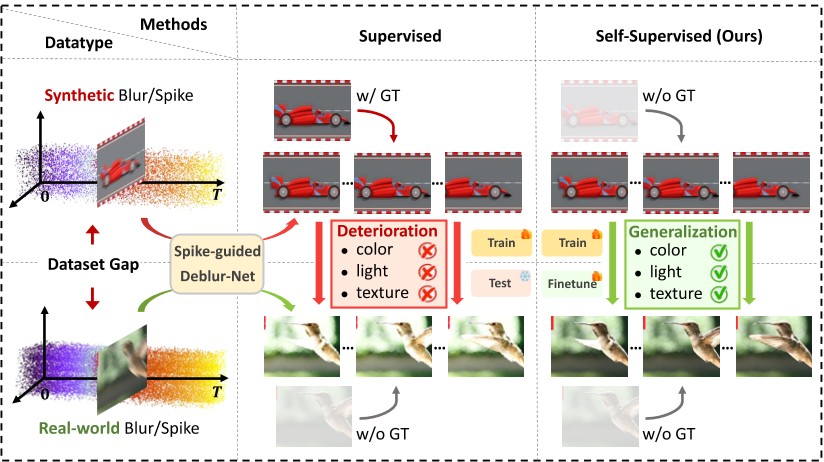 Methods
Datatype
Supervised
Self-Supervised (Ours)
Synthetic Blur/Spike
w/ GT
w/o GT
0
T
Dataset Gap
Spike-guided
Deblur-Net
Deterioration
• color
• light
• texture
Train
Test
Train
Finetune
Generalization
• color
• light
• texture
0
T
Real-world Blur/Spike
w/o GT
w/o GT